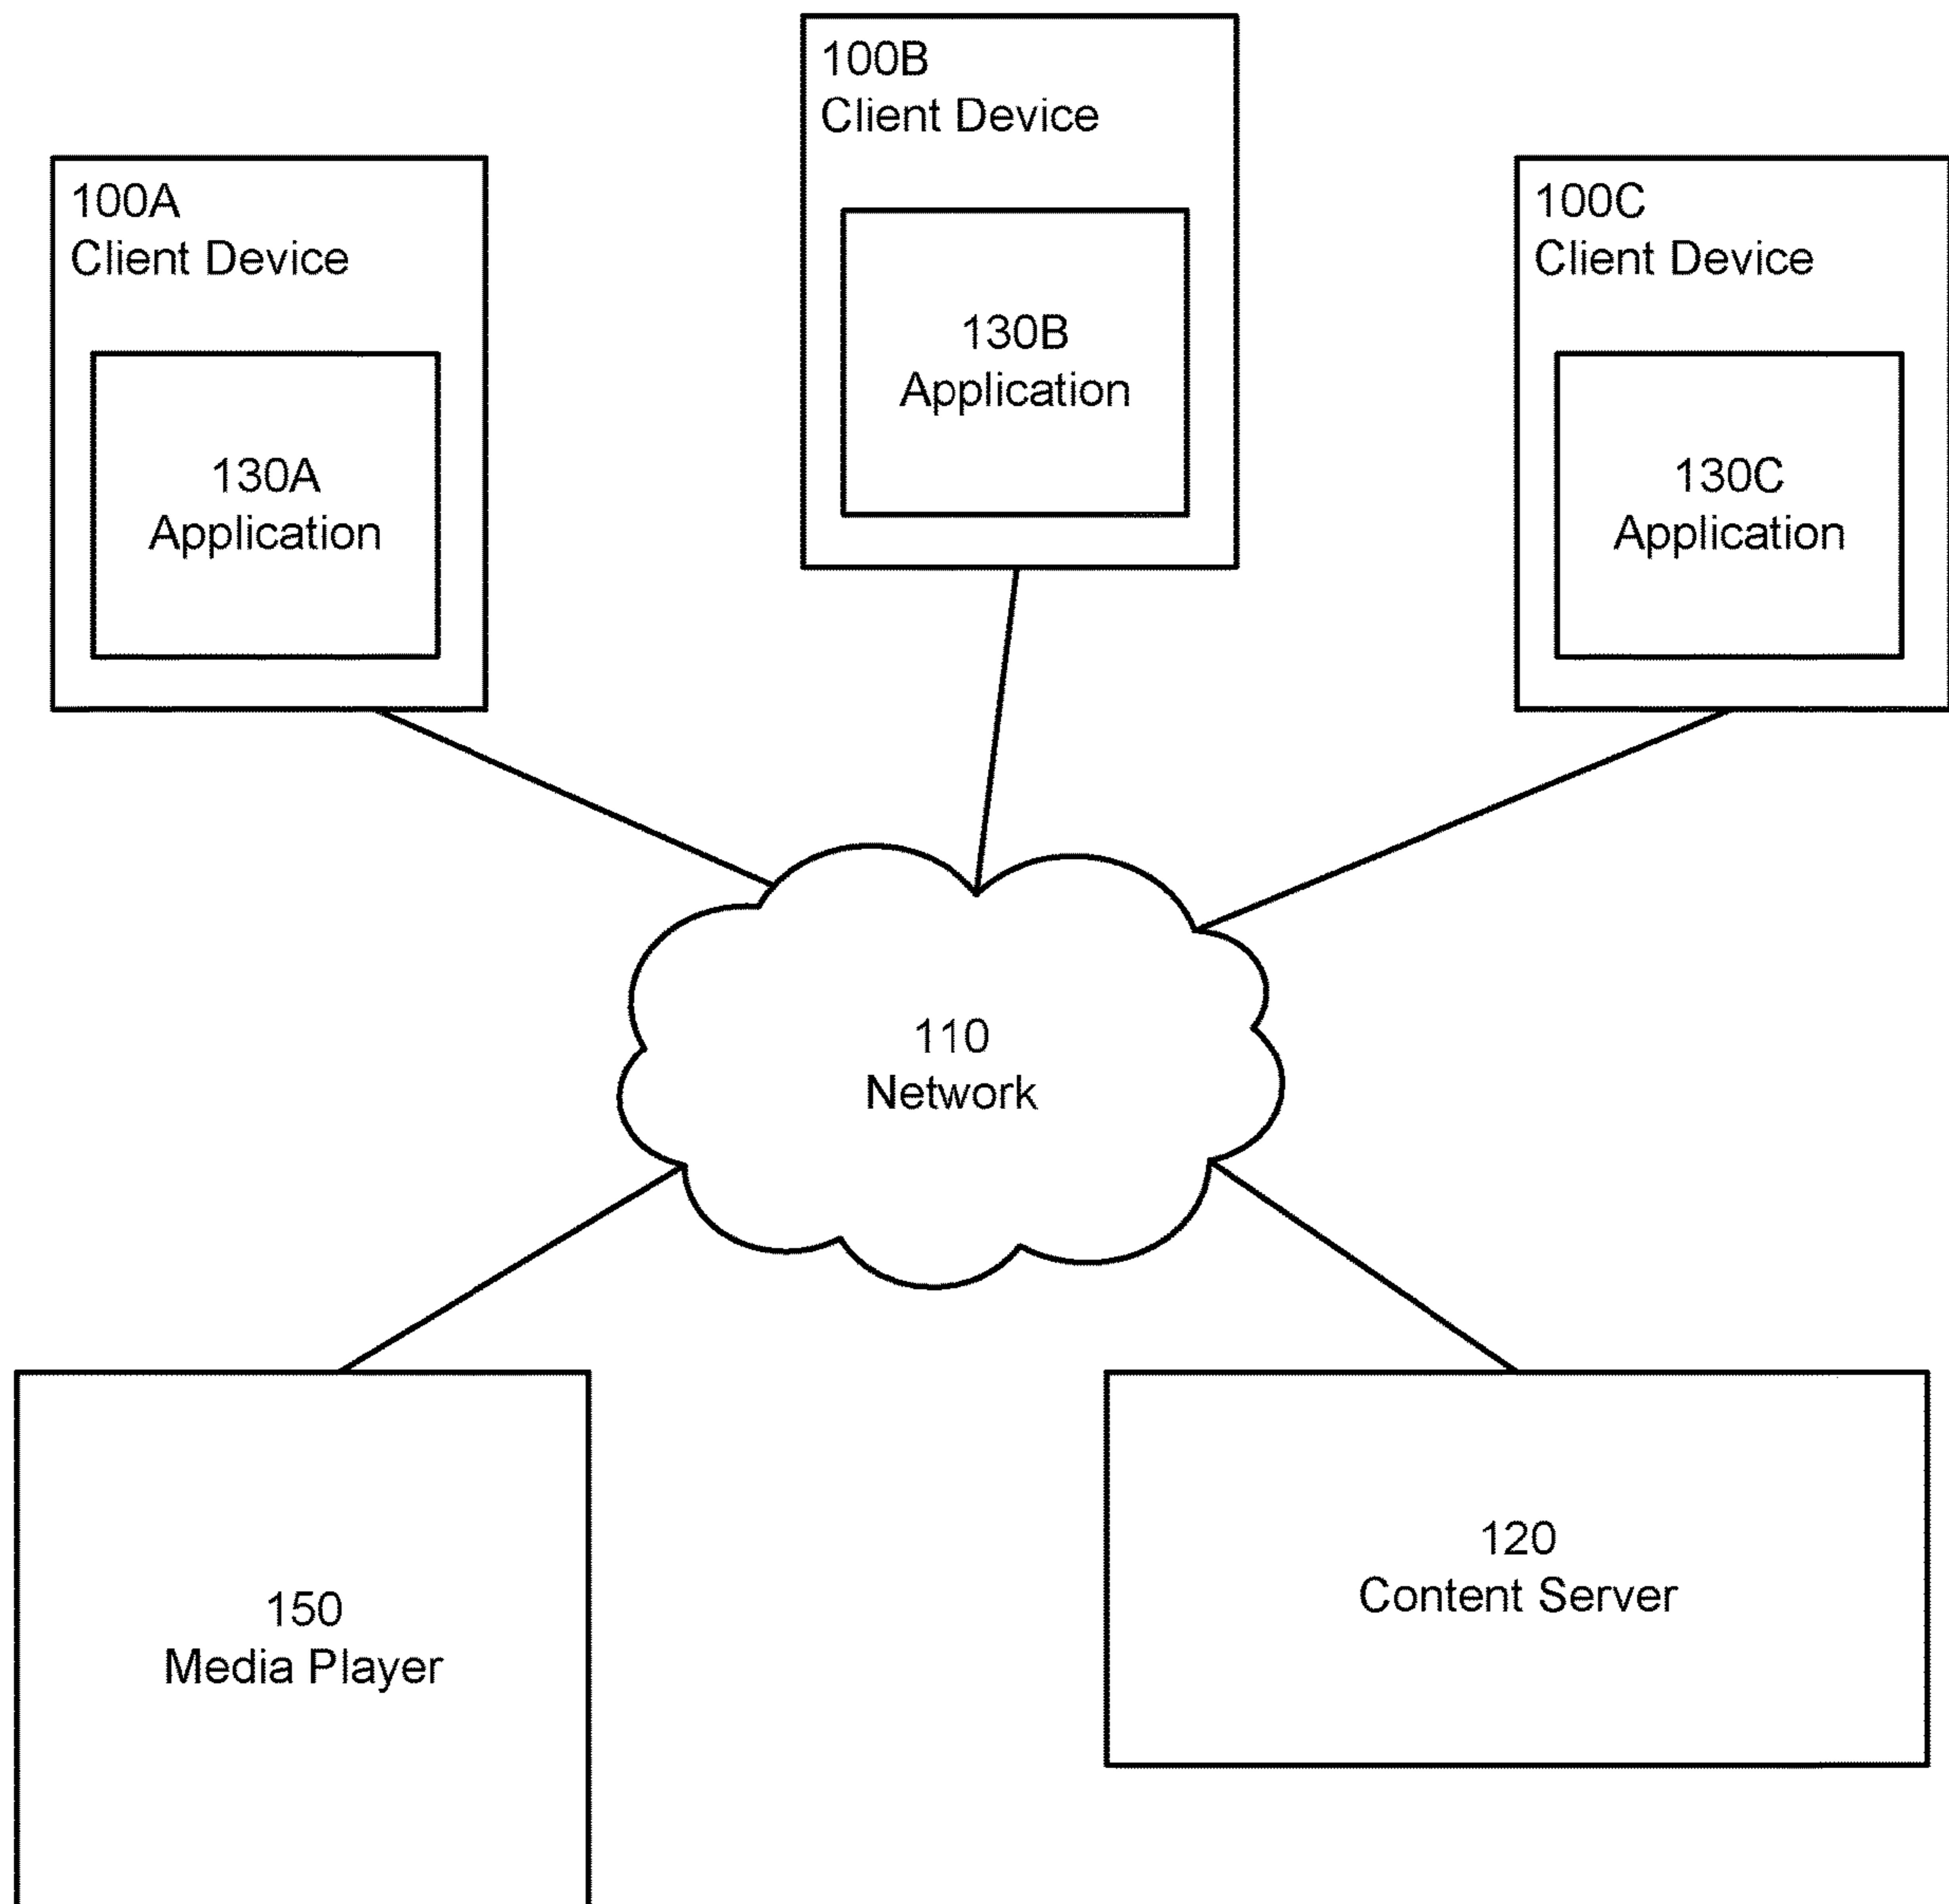 100B
Client Device
100A
Client Device
100C
Client Device
130B
Application
130A
Application
130C
Application
110
Network
120
Content Server
150
Media Player